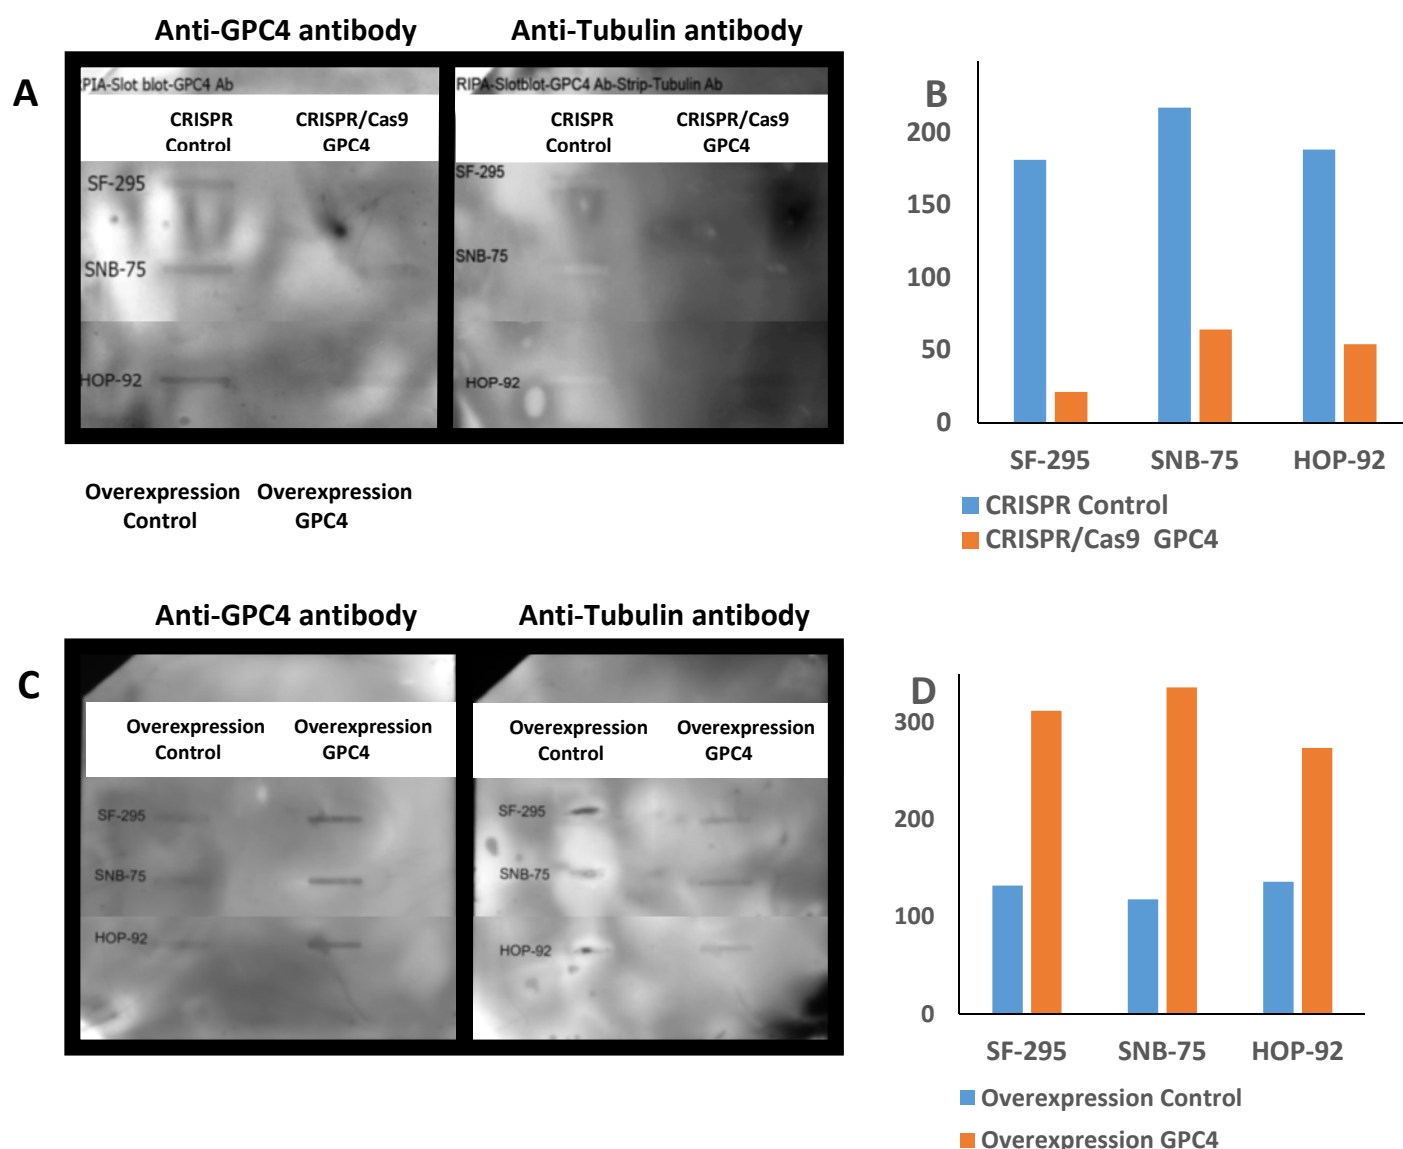 Anti-GPC4 antibody
Anti-Tubulin antibody
A
RPIA-Slot blot-GPC4 Ab
RIPA-Slotblot-GPC4 Ab-Strip-Tubulin Ab
CRISPR
Control
CRISPR/Cas9
GPC4
CRISPR
Control
CRISPR/Cas9
GPC4
SF-295
SNB-75
HOP-92
SF-295
SNB-75
HOP-92
B
200
150
100
50
0
SF-295
SNB-75
HOP-92
CRISPR Control
CRISPR/Cas9 GPC4
Overexpression
Control
Overexpression
GPC4
Anti-GPC4 antibody
Anti-Tubulin antibody
C
Overexpression
Control
Overexpression
GPC4
Overexpression
Control
Overexpression
GPC4
SF-295
SNB-75
HOP-92
SF-295
SNB-75
HOP-92
D
300
200
100
0
SF-295
SNB-75
HOP-92
Overexpression Control
Overexpression GPC4